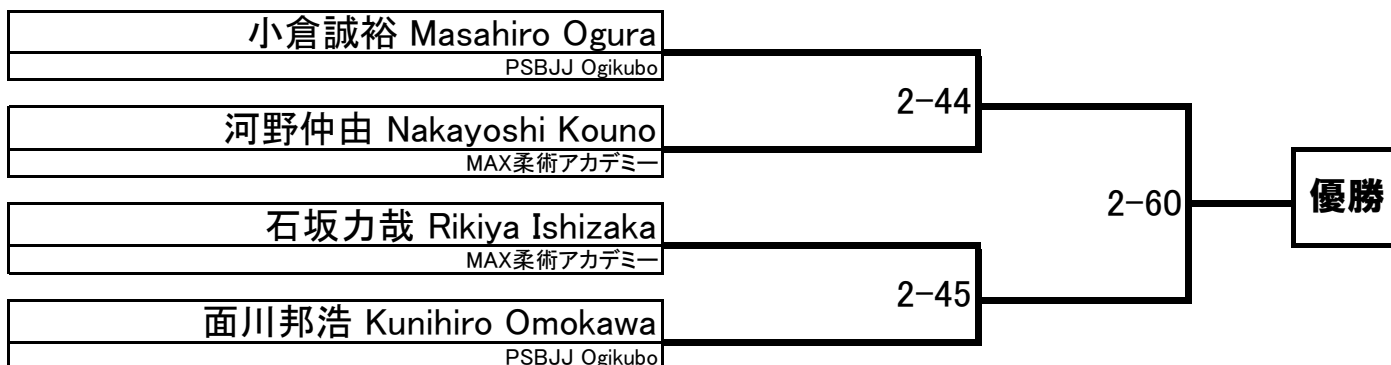 小倉誠裕 Masahiro Ogura
PSBJJ Ogikubo
2-44
河野仲由 Nakayoshi Kouno
MAX柔術アカデミー
2-60
優勝
石坂力哉 Rikiya Ishizaka
MAX柔術アカデミー
2-45
面川邦浩 Kunihiro Omokawa
PSBJJ Ogikubo